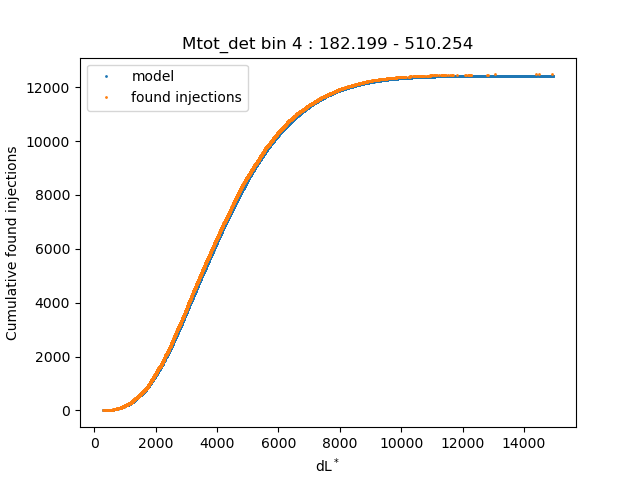 Mtot_det bin 4 : 182.199 - 510.254
model
found injections
Cumulative found injections
12000
10000
8000
6000
4000
2000
0
0 2000 4000 6000 8000 10000 12000 14000
dL*